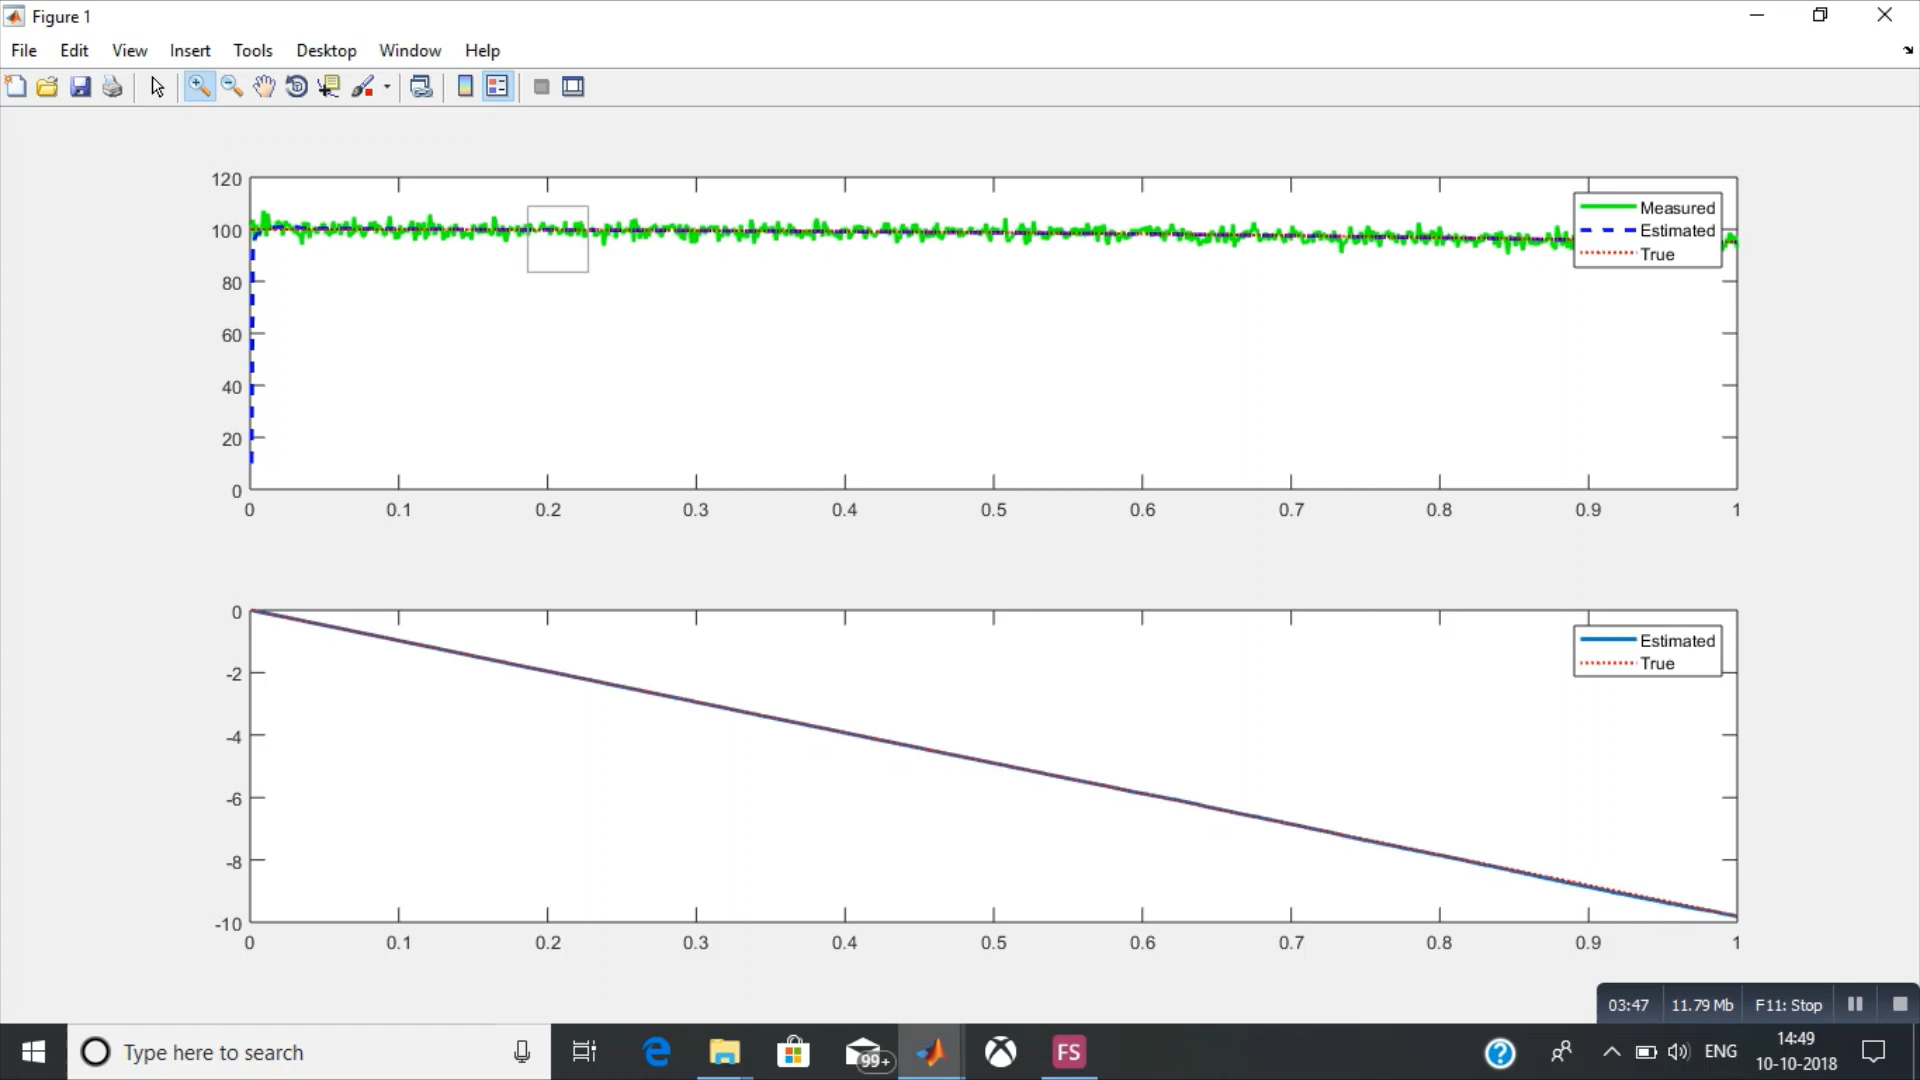 Figure 1
File Edit View Insert Tools Desktop Window Help
120
100
80
60
40
20
0
Measured
Estimated
True
0 0.1 0.2 0.3 0.4 0.5 0.6 0.7 0.8 0.9 1
0
-2
-4
-6
-8
-10
Estimated
True
0 0.1 0.2 0.3 0.4 0.5 0.6 0.7 0.8 0.9 1
03:47 11.79 Mb F11: Stop
Type here to search
99+
FS
ENG
14:49
10-10-2018